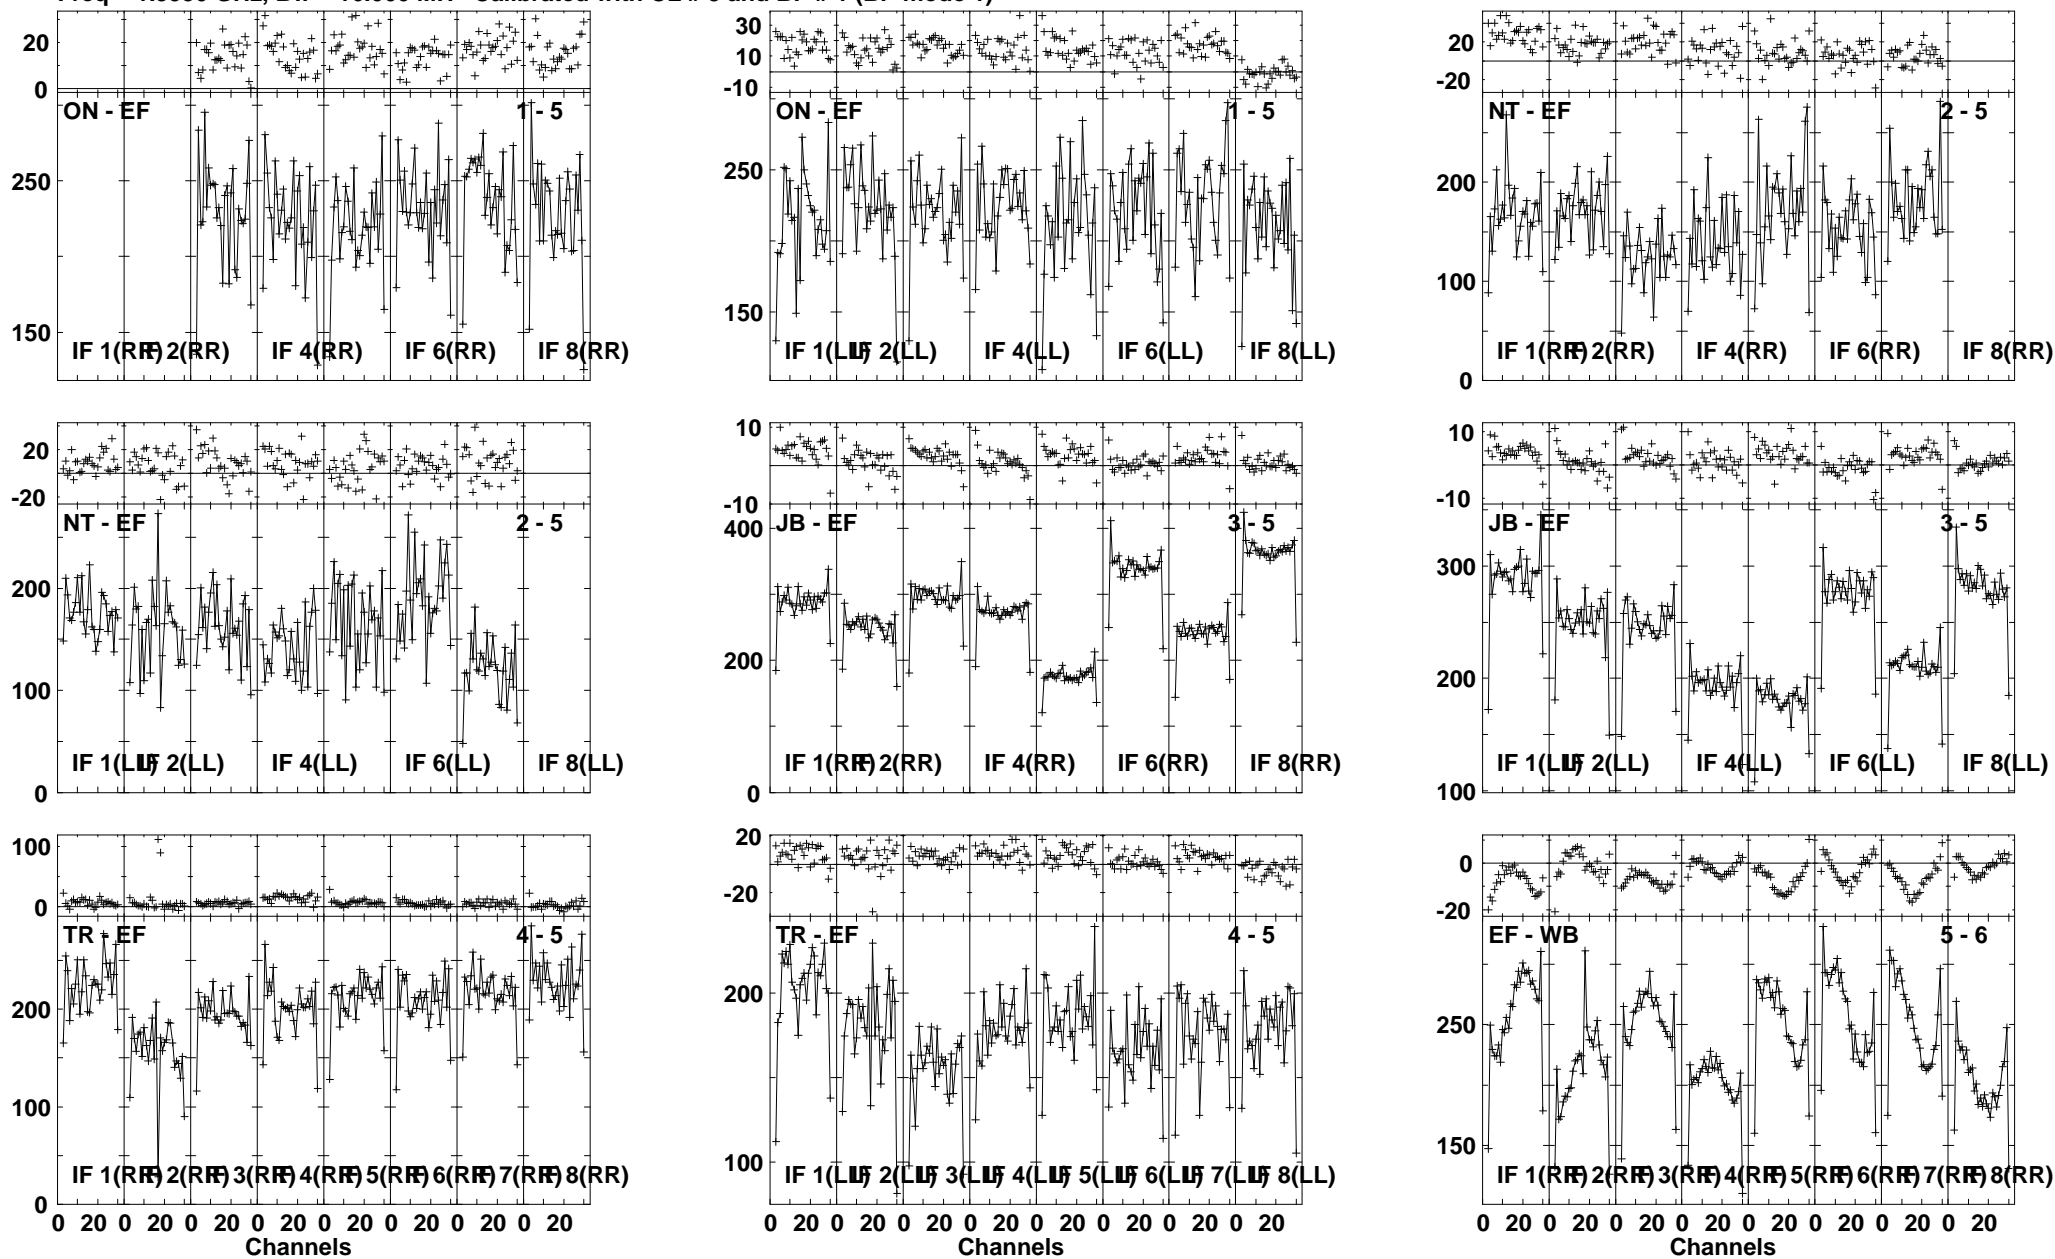 20
0
ON - EF
1 - 5
250
150
IF 1(RR)
IF 2(RR)
IF 4(RR)
IF 6(RR)
IF 8(RR)
30
10
-10
ON - EF
1 - 5
250
150
IF 1(LL)
IF 2(LL)
IF 4(LL)
IF 6(LL)
IF 8(LL)
20
-20
NT - EF
2 - 5
200
100
0
IF 1(RR)
IF 2(RR)
IF 4(RR)
IF 6(RR)
IF 8(RR)
20
-20
NT - EF
2 - 5
200
100
0
IF 1(LL)
IF 2(LL)
IF 4(LL)
IF 6(LL)
IF 8(LL)
10
-10
JB - EF
3 - 5
400
200
0
IF 1(RR)
IF 2(RR)
IF 4(RR)
IF 6(RR)
IF 8(RR)
10
-10
JB - EF
3 - 5
300
200
100
IF 1(LL)
IF 2(LL)
IF 4(LL)
IF 6(LL)
IF 8(LL)
100
0
TR - EF
4 - 5
200
100
0
IF 1(RR)
IF 2(RR)
IF 3(RR)
IF 4(RR)
IF 5(RR)
IF 6(RR)
IF 7(RR)
IF 8(RR)
0 20 0 20 0 20 0 20 0 20 0 20 0 20 0 20
Channels
20
-20
TR - EF
4 - 5
200
100
IF 1(LL)
IF 2(LL)
IF 3(LL)
IF 4(LL)
IF 5(LL)
IF 6(LL)
IF 7(LL)
IF 8(LL)
0 20 0 20 0 20 0 20 0 20 0 20 0 20 0 20
Channels
0
-20
EF - WB
5 - 6
250
150
IF 1(RR)
IF 2(RR)
IF 3(RR)
IF 4(RR)
IF 5(RR)
IF 6(RR)
IF 7(RR)
IF 8(RR)
0 20 0 20 0 20 0 20 0 20 0 20 0 20 0 20
Channels